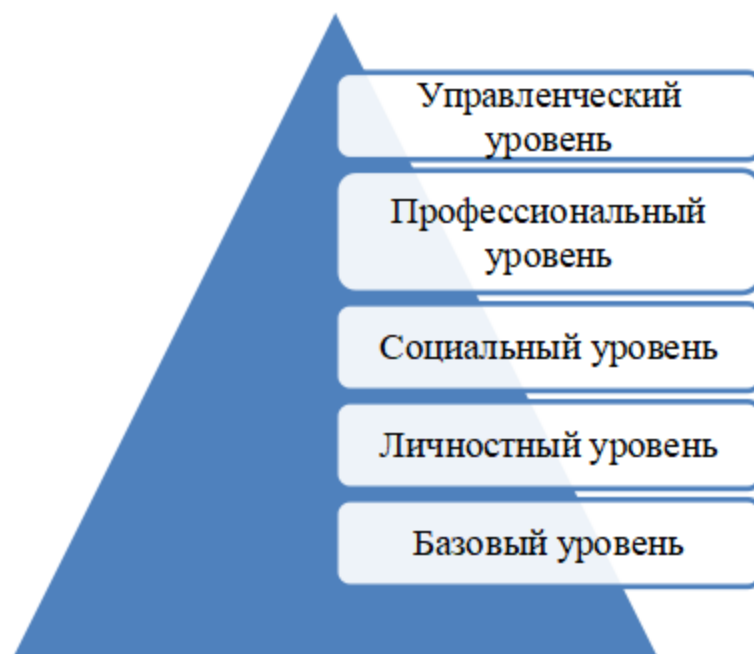 Управленческий
уровень
Профессиональный
уровень
Социальный уровень
Личностный уровень
Базовый уровень